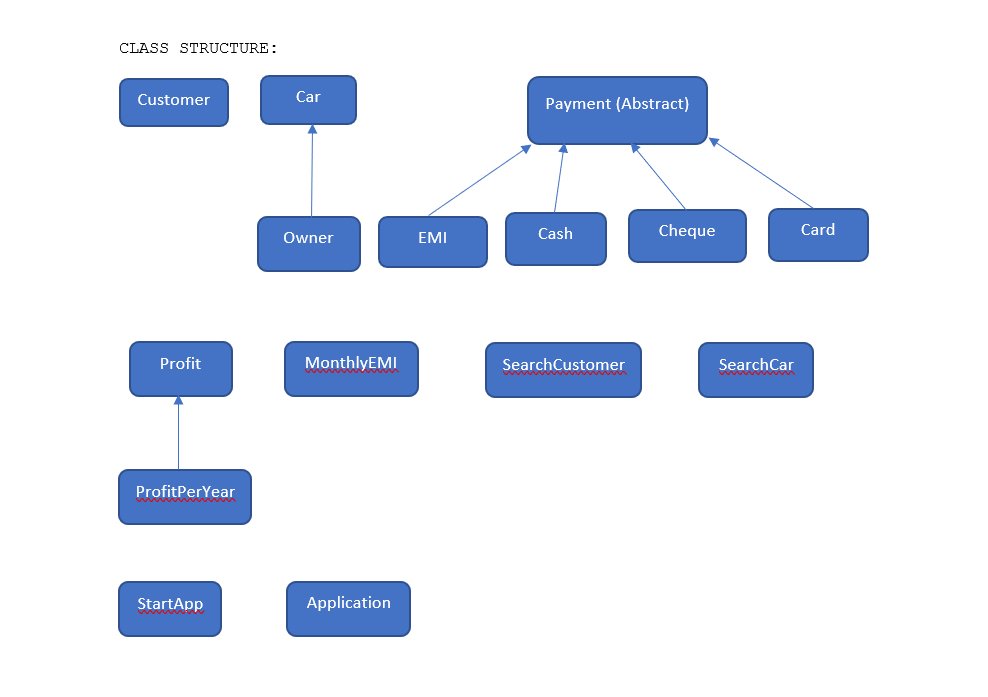 CLASS STRUCTURE:
Customer
Car
Payment (Abstract)
Owner
EMI
Cash
Cheque
Card
Profit
MonthlyEMI
SearchCustomer
SearchCar
ProfitPerYear
StartApp
Application